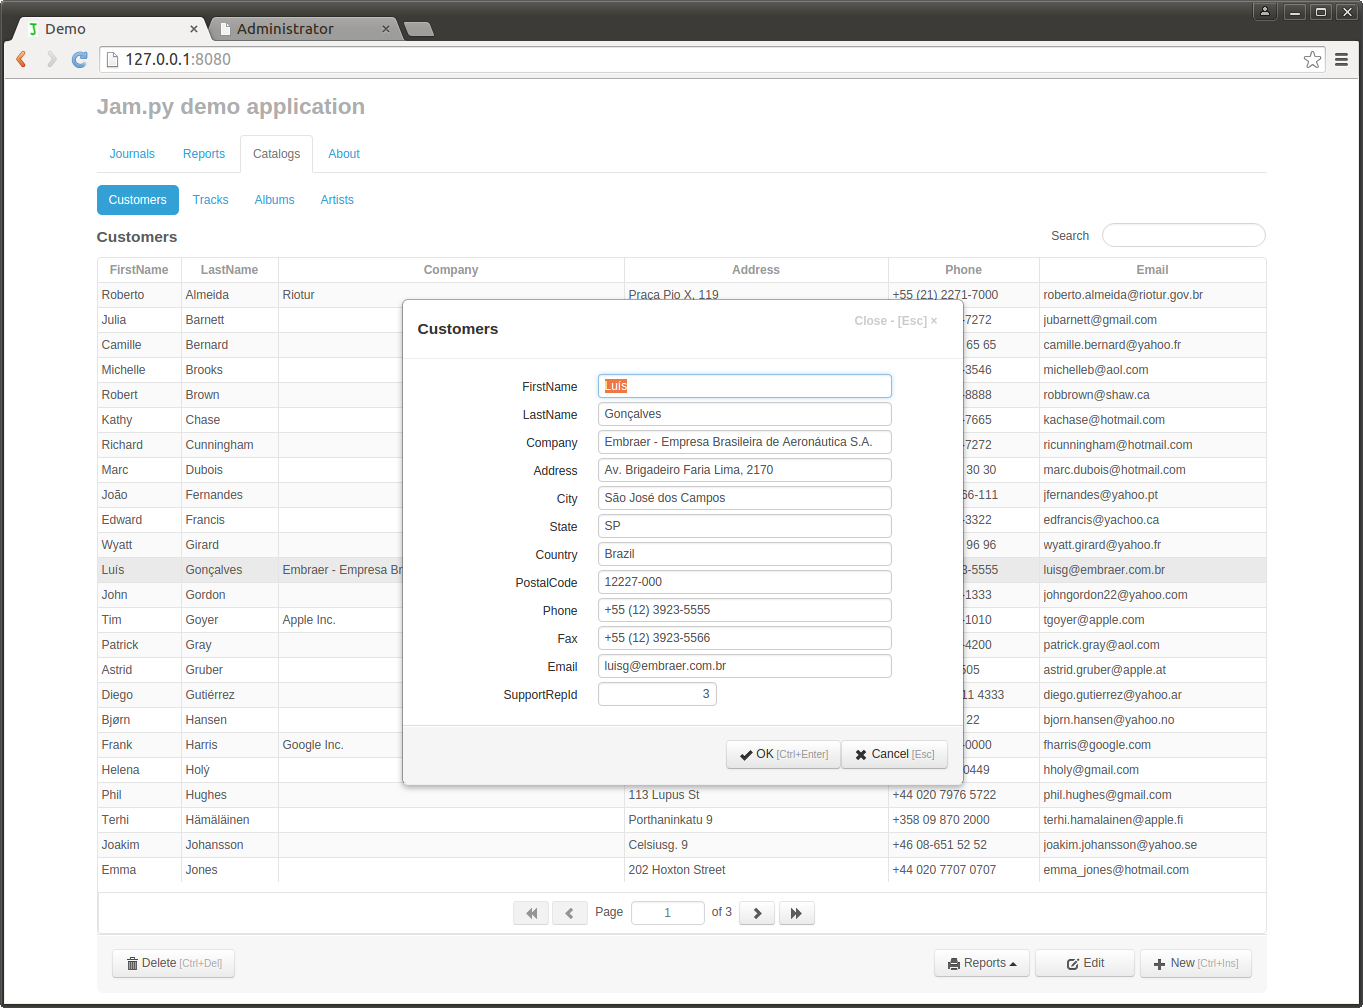 Demo × Administrator ×
127.0.0.1:8080
Jam.py demo application
Journals Reports Catalogs About
Customers Tracks Albums Artists
Customers Search
FirstName LastName Company Address Phone Email
Roberto Almeida Riotur Praça Pio X, 119 +55 (21) 2271-7000 roberto.almeida@riotur.gov.br
Julia Barnett -7272 jubarnett@gmail.com
Camille Bernard 65 65 camille.bernard@yahoo.fr
Michelle Brooks -3546 michelleb@aol.com
Robert Brown -8888 robbrown@shaw.ca
Kathy Chase -7665 kachase@hotmail.com
Richard Cunningham -7272 ricunningham@hotmail.com
Marc Dubois 30 30 marc.dubois@hotmail.com
João Fernandes 66-111 jfernandes@yahoo.pt
Edward Francis -3322 edfrancis@yachoo.ca
Wyatt Girard 96 96 wyatt.girard@yahoo.fr
Luís Gonçalves Embraer - Empresa Br 3-5555 luisg@embraer.com.br
John Gordon -1333 johngordon22@yahoo.com
Tim Goyer Apple Inc. -1010 tgoyer@apple.com
Patrick Gray -4200 patrick.gray@aol.com
Astrid Gruber 505 astrid.gruber@apple.at
Diego Gutiérrez 11 4333 diego.gutierrez@yahoo.ar
Bjørn Hansen 22 bjorn.hansen@yahoo.no
Frank Harris Google Inc. -0000 fharris@google.com
Helena Holý 0449 hholy@gmail.com
Phil Hughes 113 Lupus St +44 020 7976 5722 phil.hughes@gmail.com
Terhi Hämäläinen Porthaninkatu 9 +358 09 870 2000 terhi.hamalainen@apple.fi
Joakim Johansson Celsiusg. 9 +46 08-651 52 52 joakim.johansson@yahoo.se
Emma Jones 202 Hoxton Street +44 020 7707 0707 emma_jones@hotmail.com
Customers Close - [Esc] ×
FirstName Luís
LastName Gonçalves
Company Embraer - Empresa Brasileira de Aeronáutica S.A.
Address Av. Brigadeiro Faria Lima, 2170
City São José dos Campos
State SP
Country Brazil
PostalCode 12227-000
Phone +55 (12) 3923-5555
Fax +55 (12) 3923-5566
Email luisg@embraer.com.br
SupportRepId 3
OK [Ctrl+Enter] Cancel [Esc]
Page 1 of 3
Delete [Ctrl+Del] Reports Edit New [Ctrl+Ins]